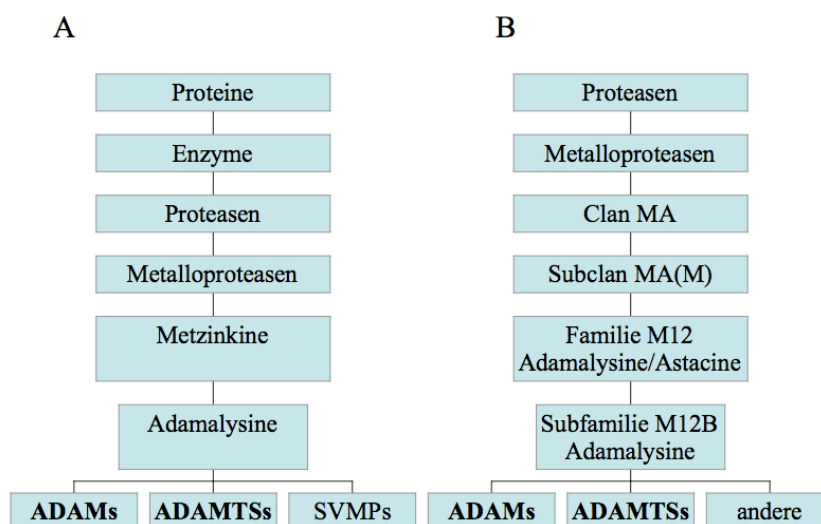 A
Proteine
Enzyme
Proteasen
Metalloproteasen
Metzinkine
Adamalysine
ADAMs
ADAMTSs
SVMPs
B
Proteasen
Metalloproteasen
Clan MA
Subclan MA(M)
Familie M12
Adamalysine/Astacine
Subfamilie M12B
Adamalysine
ADAMs
ADAMTSs
andere